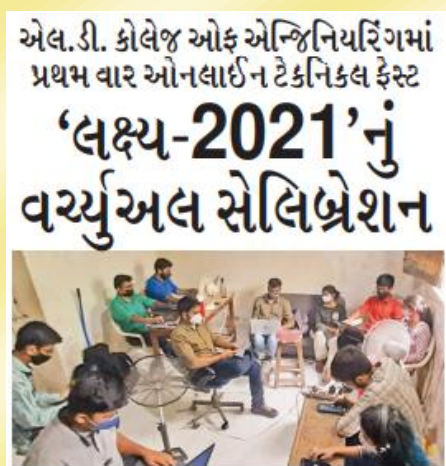 એલ.ડી. કોલેજ ઓફ એન્જિનિયરિંગમાં
પ્રથમ વાર ઓનલાઈન ટેકનિકલ ફેસ્ટ
‘લક્ષ્ય-2021’નું
વર્ચ્યુઅલ સેલિબ્રેશન